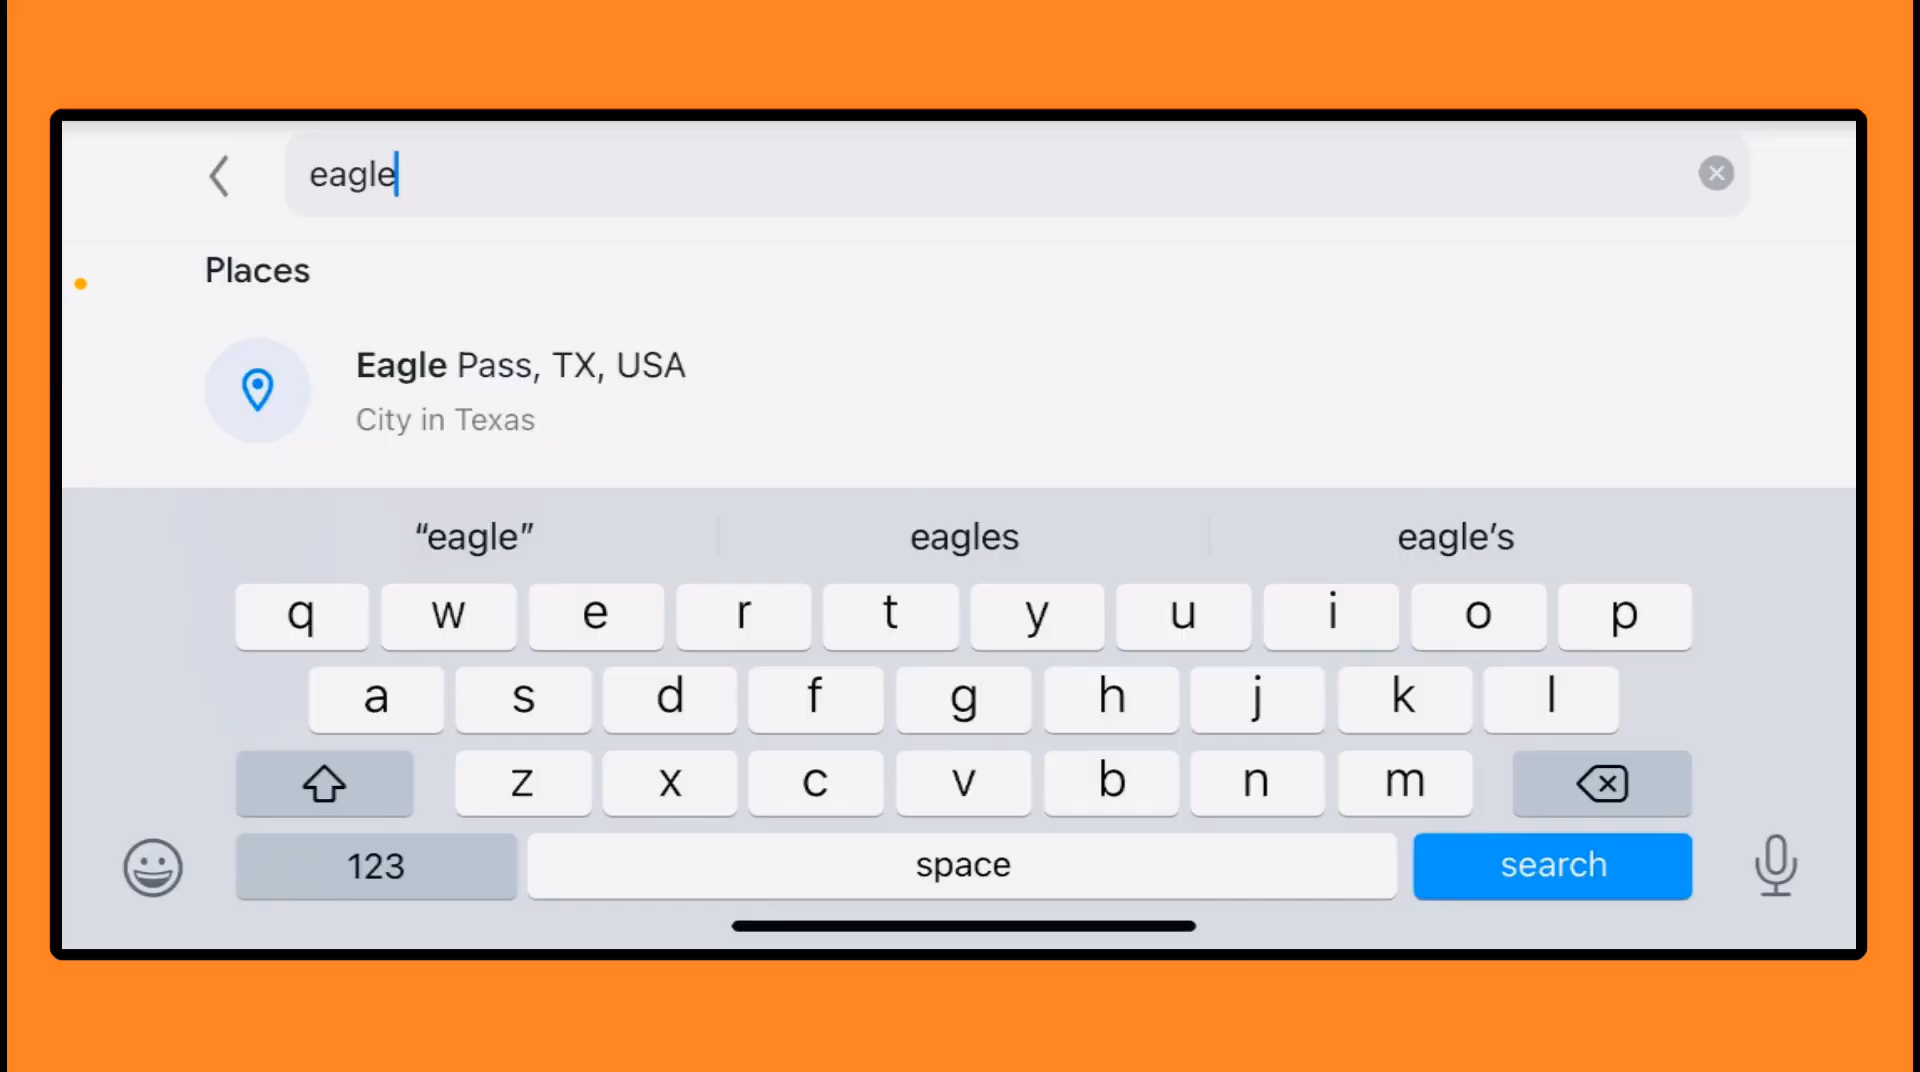 eagle
Places
Eagle Pass, TX, USA
City in Texas
“eagle” eagles eagle’s
q w e r t y u i o p
a s d f g h j k l
z x c v b n m
123 space search